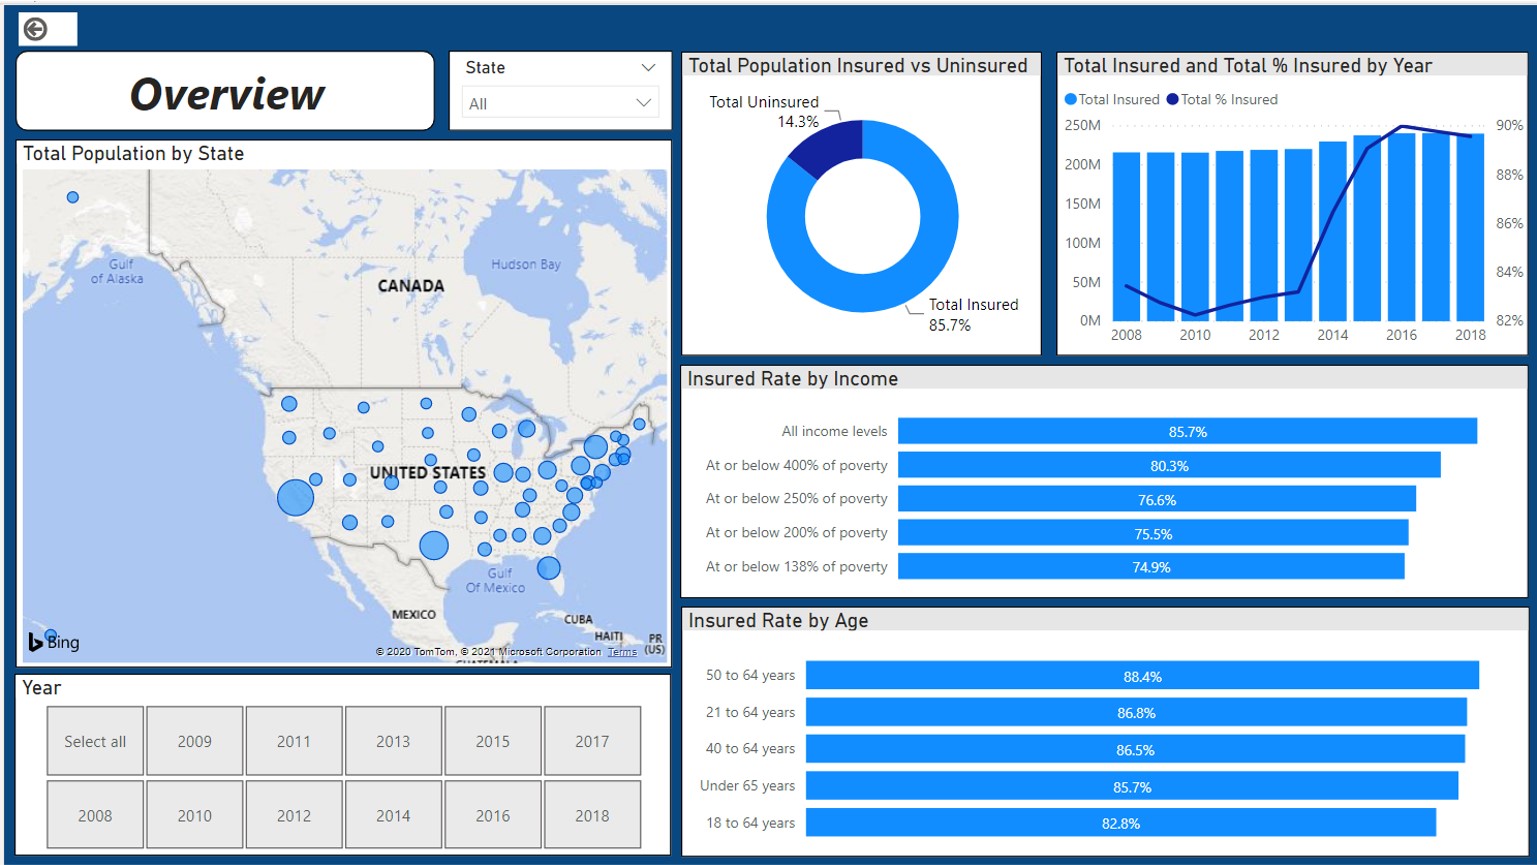 Overview
State
All
Total Population by State
Gulf
of Alaska
Hudson Bay
CANADA
UNITED STATES
Gulf
Of Mexico
MEXICO
CUBA
HAITI
PR
(US)
Bing
© 2020 TomTom, © 2021 Microsoft Corporation Terms
GUATEMALA
Year
Select all
2009
2011
2013
2015
2017
2008
2010
2012
2014
2016
2018
Total Population Insured vs Uninsured
Total Uninsured
14.3%
Total Insured
85.7%
Total Insured and Total % Insured by Year
Total Insured Total % Insured
250M 90%
200M 88%
150M 86%
100M
50M 84%
0M 82%
2008 2010 2012 2014 2016 2018
Insured Rate by Income
All income levels 85.7%
At or below 400% of poverty 80.3%
At or below 250% of poverty 76.6%
At or below 200% of poverty 75.5%
At or below 138% of poverty 74.9%
Insured Rate by Age
50 to 64 years 88.4%
21 to 64 years 86.8%
40 to 64 years 86.5%
Under 65 years 85.7%
18 to 64 years 82.8%